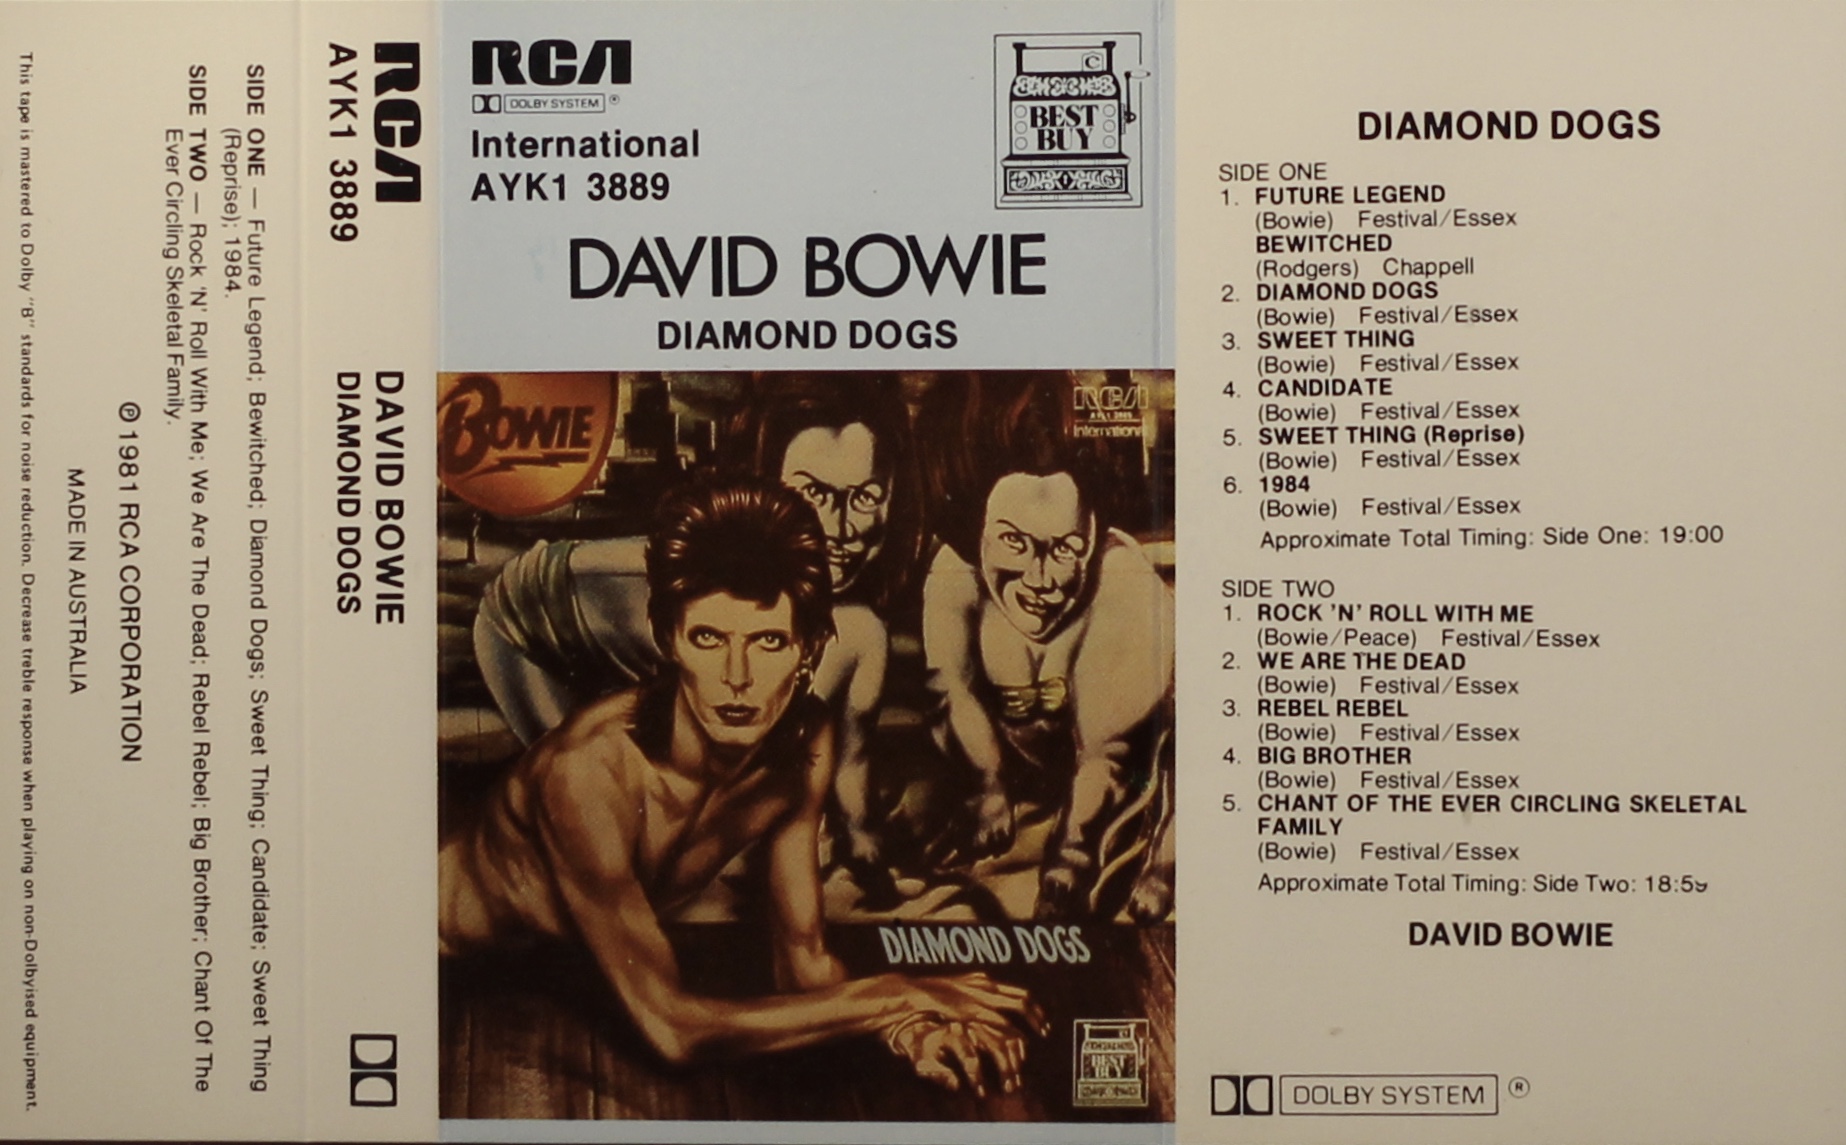 This tape is mastered to Dolby "B" standards for noise reduction. Decrease treble response when playing on non-Dolbyised equipment.
MADE IN AUSTRALIA
℗ 1981 RCA CORPORATION
SIDE ONE — Future Legend; Bewitched; Diamond Dogs; Sweet Thing; Candidate; Sweet Thing
(Reprise); 1984.
SIDE TWO — Rock 'N' Roll With Me; We Are The Dead; Rebel Rebel; Big Brother; Chant Of The
Ever Circling Skeletal Family.
RCA
AYK1 3889
DAVID BOWIE
DIAMOND DOGS
RCA
DOLBY SYSTEM ®
International
AYK1 3889
BEST
BUY
DAVID BOWIE
DIAMOND DOGS
BOWIE
RCA
AYK1 3889
International
DIAMOND DOGS
BEST
BUY
DIAMOND DOGS
SIDE ONE
1. FUTURE LEGEND
(Bowie) Festival/Essex
BEWITCHED
(Rodgers) Chappell
2. DIAMOND DOGS
(Bowie) Festival/Essex
3. SWEET THING
(Bowie) Festival/Essex
4. CANDIDATE
(Bowie) Festival/Essex
5. SWEET THING (Reprise)
(Bowie) Festival/Essex
6. 1984
(Bowie) Festival/Essex
Approximate Total Timing: Side One: 19:00
SIDE TWO
1. ROCK 'N' ROLL WITH ME
(Bowie/Peace) Festival/Essex
2. WE ARE THE DEAD
(Bowie) Festival/Essex
3. REBEL REBEL
(Bowie) Festival/Essex
4. BIG BROTHER
(Bowie) Festival/Essex
5. CHANT OF THE EVER CIRCLING SKELETAL
FAMILY
(Bowie) Festival/Essex
Approximate Total Timing: Side Two: 18:59
DAVID BOWIE
DOLBY SYSTEM ®